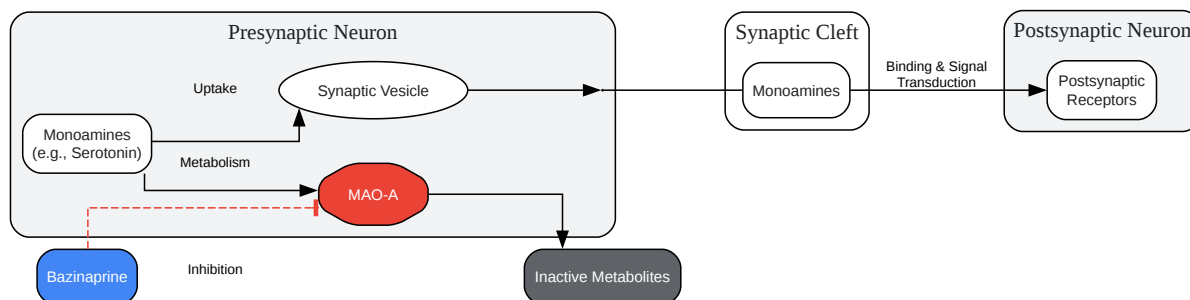 Presynaptic Neuron
Synaptic Cleft
Postsynaptic Neuron
Uptake
Synaptic Vesicle
Monoamines
Binding & Signal
Transduction
Postsynaptic
Receptors
Monoamines
(e.g., Serotonin)
Metabolism
MAO-A
Bazinaprine
Inhibition
Inactive Metabolites